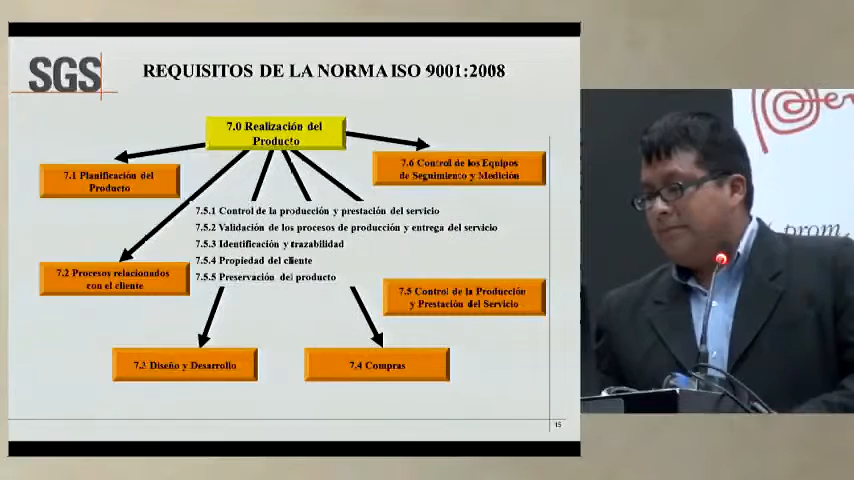 SGS
REQUISITOS DE LA NORMA ISO 9001:2008
7.0 Realización del
Producto
7.1 Planificación del
Producto
7.6 Control de los Equipos
de Seguimiento y Medición
7.5.1 Control de la producción y prestación del servicio
7.5.2 Validación de los procesos de producción y entrega del servicio
7.5.3 Identificación y trazabilidad
7.5.4 Propiedad del cliente
7.5.5 Preservación del producto
7.2 Procesos relacionados
con el cliente
7.5 Control de la Producción
y Prestación del Servicio
7.3 Diseño y Desarrollo
7.4 Compras
15
prom